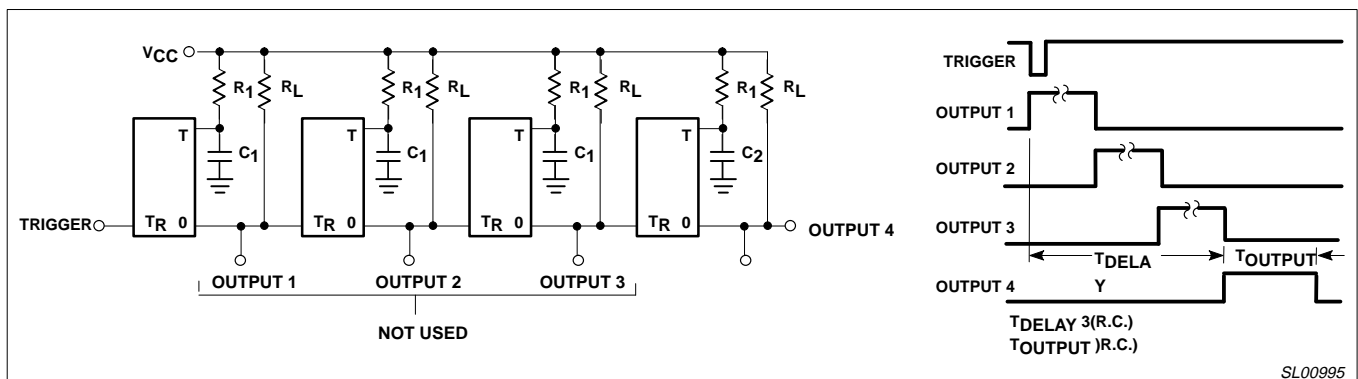 VCC
R1 RL R1 RL R1 RL R1 RL
T T T T
C1 C1 C1 C2
TRIGGER TR 0 TR 0 TR 0 TR 0 OUTPUT 4
OUTPUT 1 OUTPUT 2 OUTPUT 3
NOT USED
TRIGGER
OUTPUT 1
OUTPUT 2
OUTPUT 3
TDELA TOUTPUT
OUTPUT 4 Y
TDELAY 3(R.C.)
TOUTPUT )R.C.)
SL00995